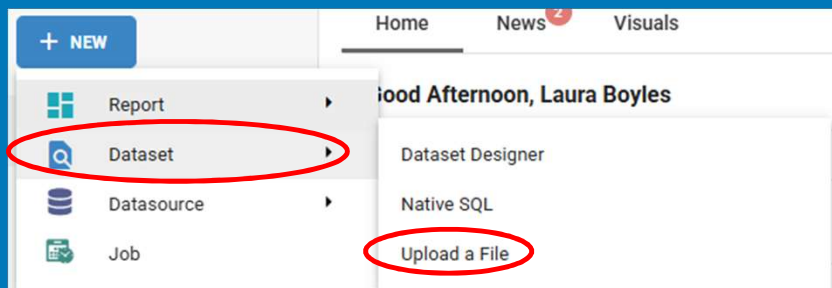 + NEW
Home News 2 Visuals
Good Afternoon, Laura Boyles
Report
Dataset
Datasource
Job
Dataset Designer
Native SQL
Upload a File